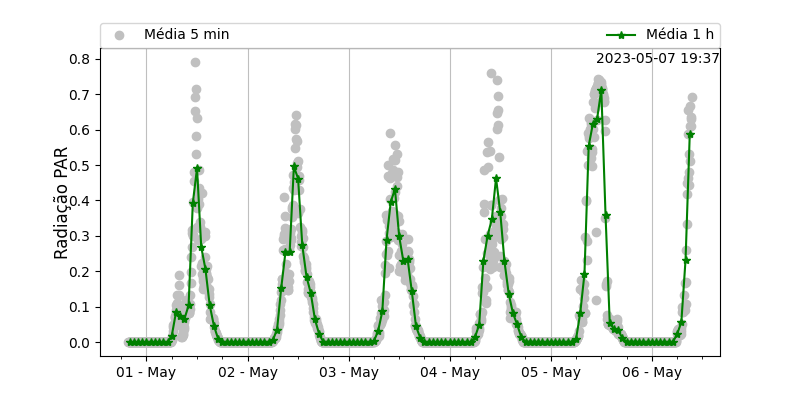 Média 5 min
Média 1 h
2023-05-07 19:37
Radiação PAR
0.8
0.7
0.6
0.5
0.4
0.3
0.2
0.1
0.0
01 - May
02 - May
03 - May
04 - May
05 - May
06 - May